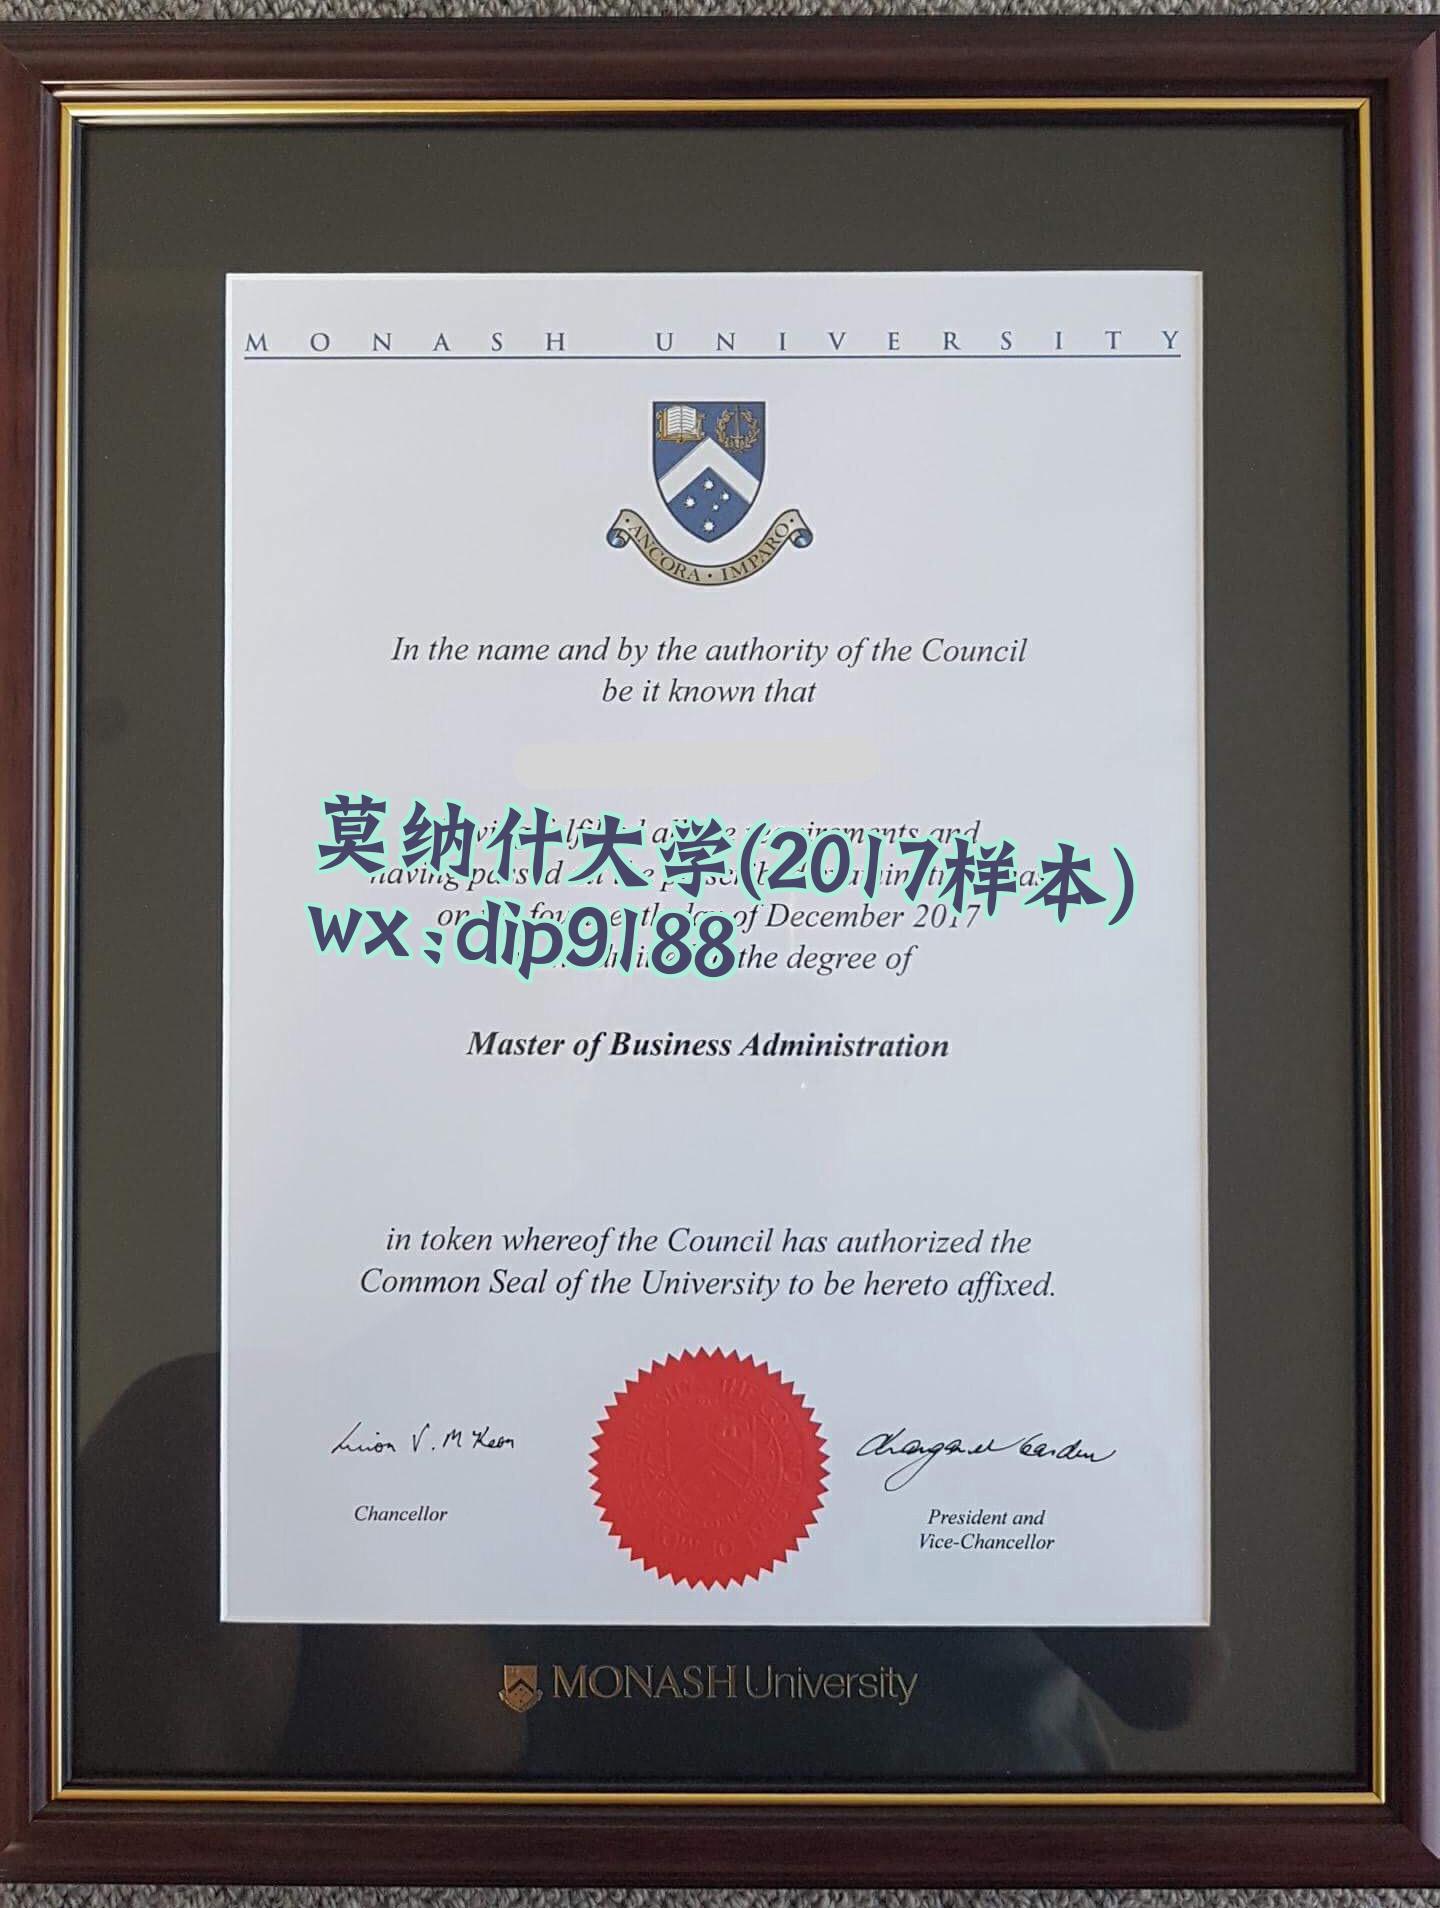 MONASH UNIVERSITY
ANCORA · IMPARO
In the name and by the authority of the Council
be it known that
莫纳什大学(2017样本)
and
having
on of December 2017
wx:dip9188
the degree of
Master of Business Administration
in token whereof the Council has authorized the
Common Seal of the University to be hereto affixed.
Chancellor
President and
Vice-Chancellor
MONASH University